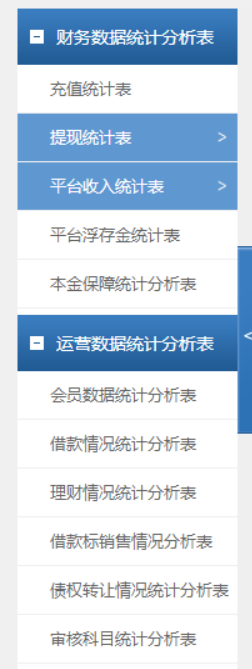 财务数据统计分析表
充值统计表
提现统计表 >
平台收入统计表 >
平台浮存金统计表
本金保障统计分析表
<
运营数据统计分析表
会员数据统计分析表
借款情况统计分析表
理财情况统计分析表
借款标销售情况分析表
债权转让情况统计分析表
审核科目统计分析表